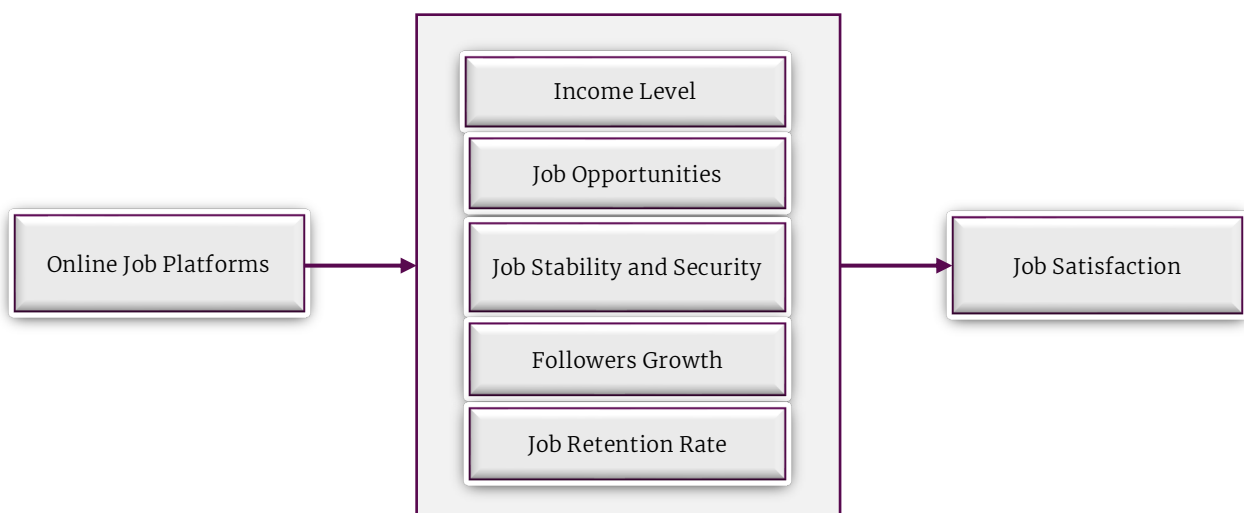 Income Level
Job Opportunities
Online Job Platforms
Job Stability and Security
Job Satisfaction
Followers Growth
Job Retention Rate